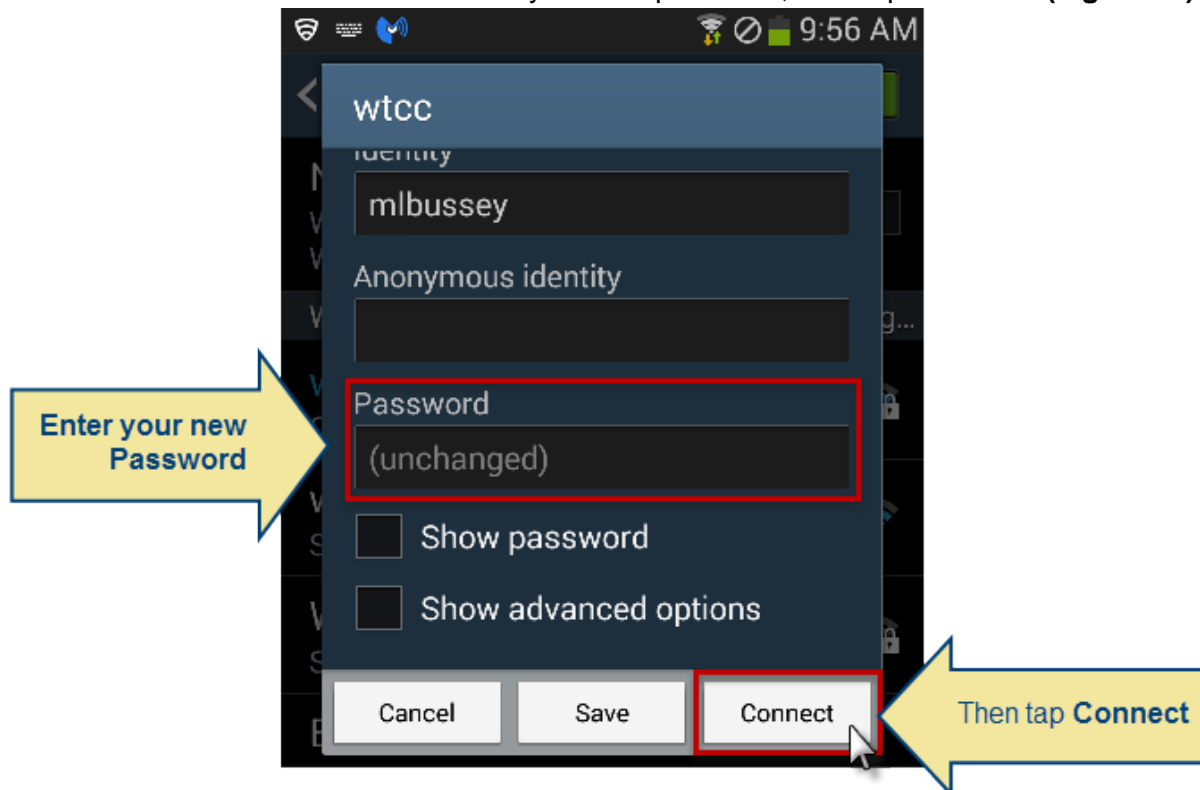 9:56 AM
wtcc
Identity
mlbussey
Anonymous identity
g...
Password
Enter your new
Password
(unchanged)
Show password
Show advanced options
Cancel
Save
Connect
Then tap Connect